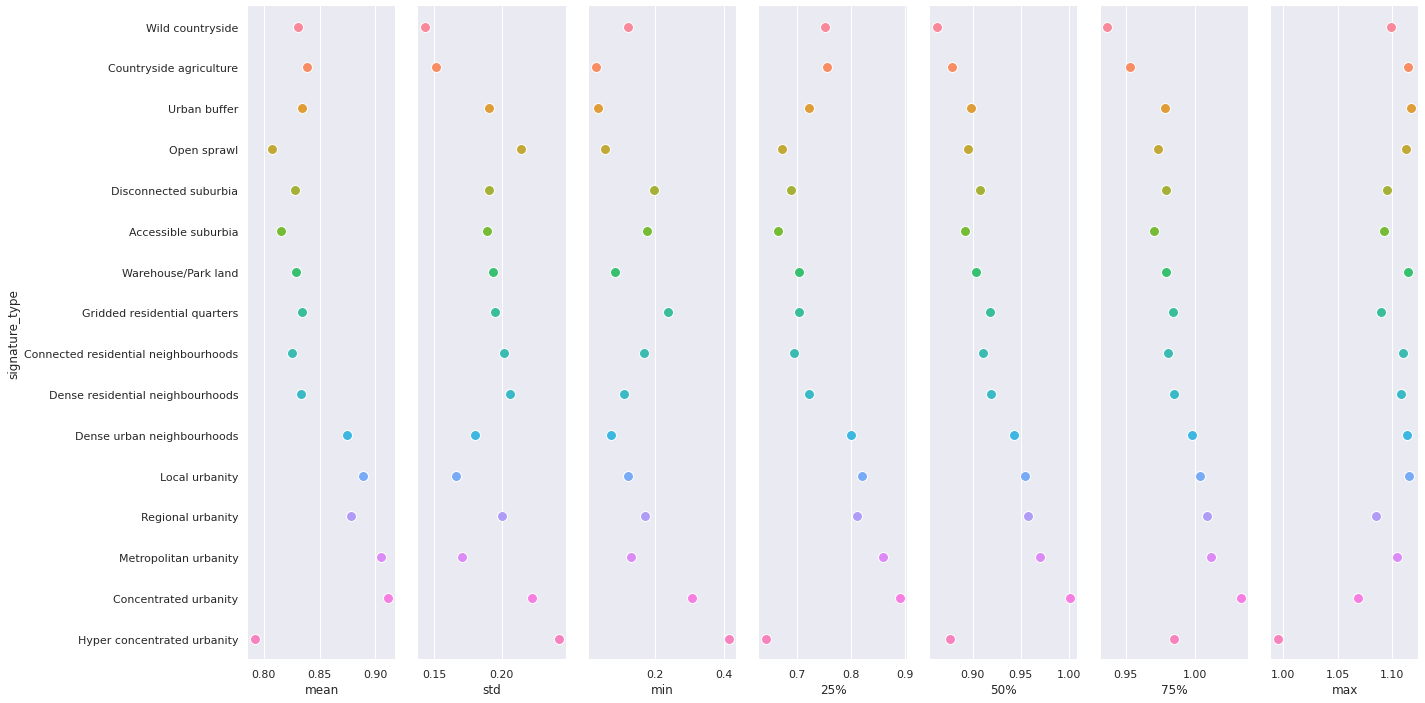 signature_type
Wild countryside
Countryside agriculture
Urban buffer
Open sprawl
Disconnected suburbia
Accessible suburbia
Warehouse/Park land
Gridded residential quarters
Connected residential neighbourhoods
Dense residential neighbourhoods
Dense urban neighbourhoods
Local urbanity
Regional urbanity
Metropolitan urbanity
Concentrated urbanity
Hyper concentrated urbanity
0.80 0.85 0.90
mean
0.15 0.20
std
0.2 0.4
min
0.7 0.8 0.9
25%
0.90 0.95 1.00
50%
0.95 1.00
75%
1.00 1.05 1.10
max